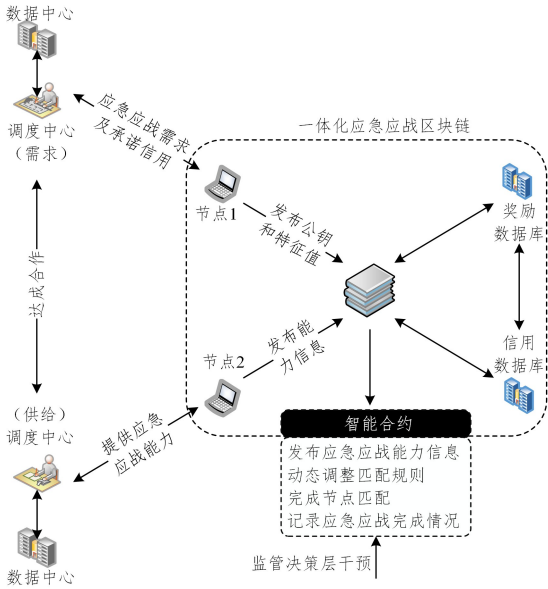 数据中心
调度中心
（需求）
应急应战需求
及承诺信用
一体化应急应战区块链
节点1
发布公钥
和特征值
奖励
数据库
达成合作
节点2
发布能
力信息
信用
数据库
（供给）
调度中心
提供应急
应战能力
智能合约
发布应急应战能力信息
动态调整匹配规则
完成节点匹配
记录应急应战完成情况
数据中心
监管决策层干预